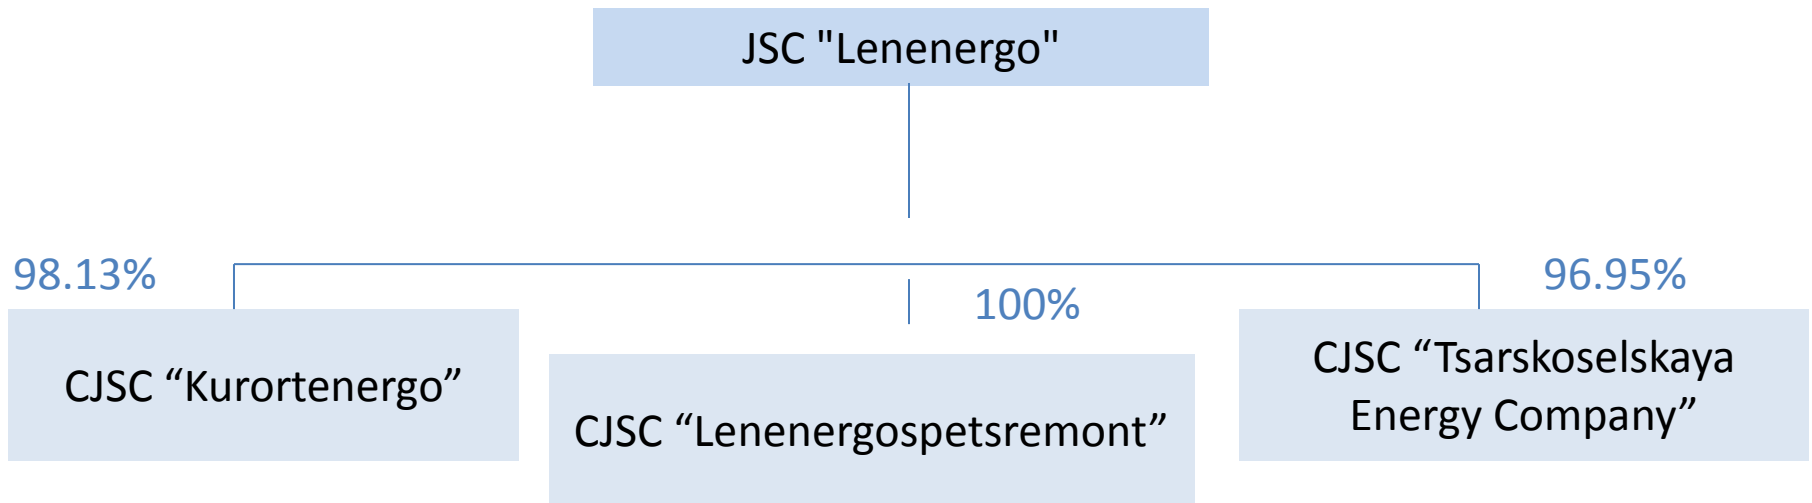 JSC "Lenenergo"
98.13%
96.95%
100%
CJSC “Kurortenergo”
CJSC “Lenenergospetsremont”
CJSC “Tsarskoselskaya
Energy Company”